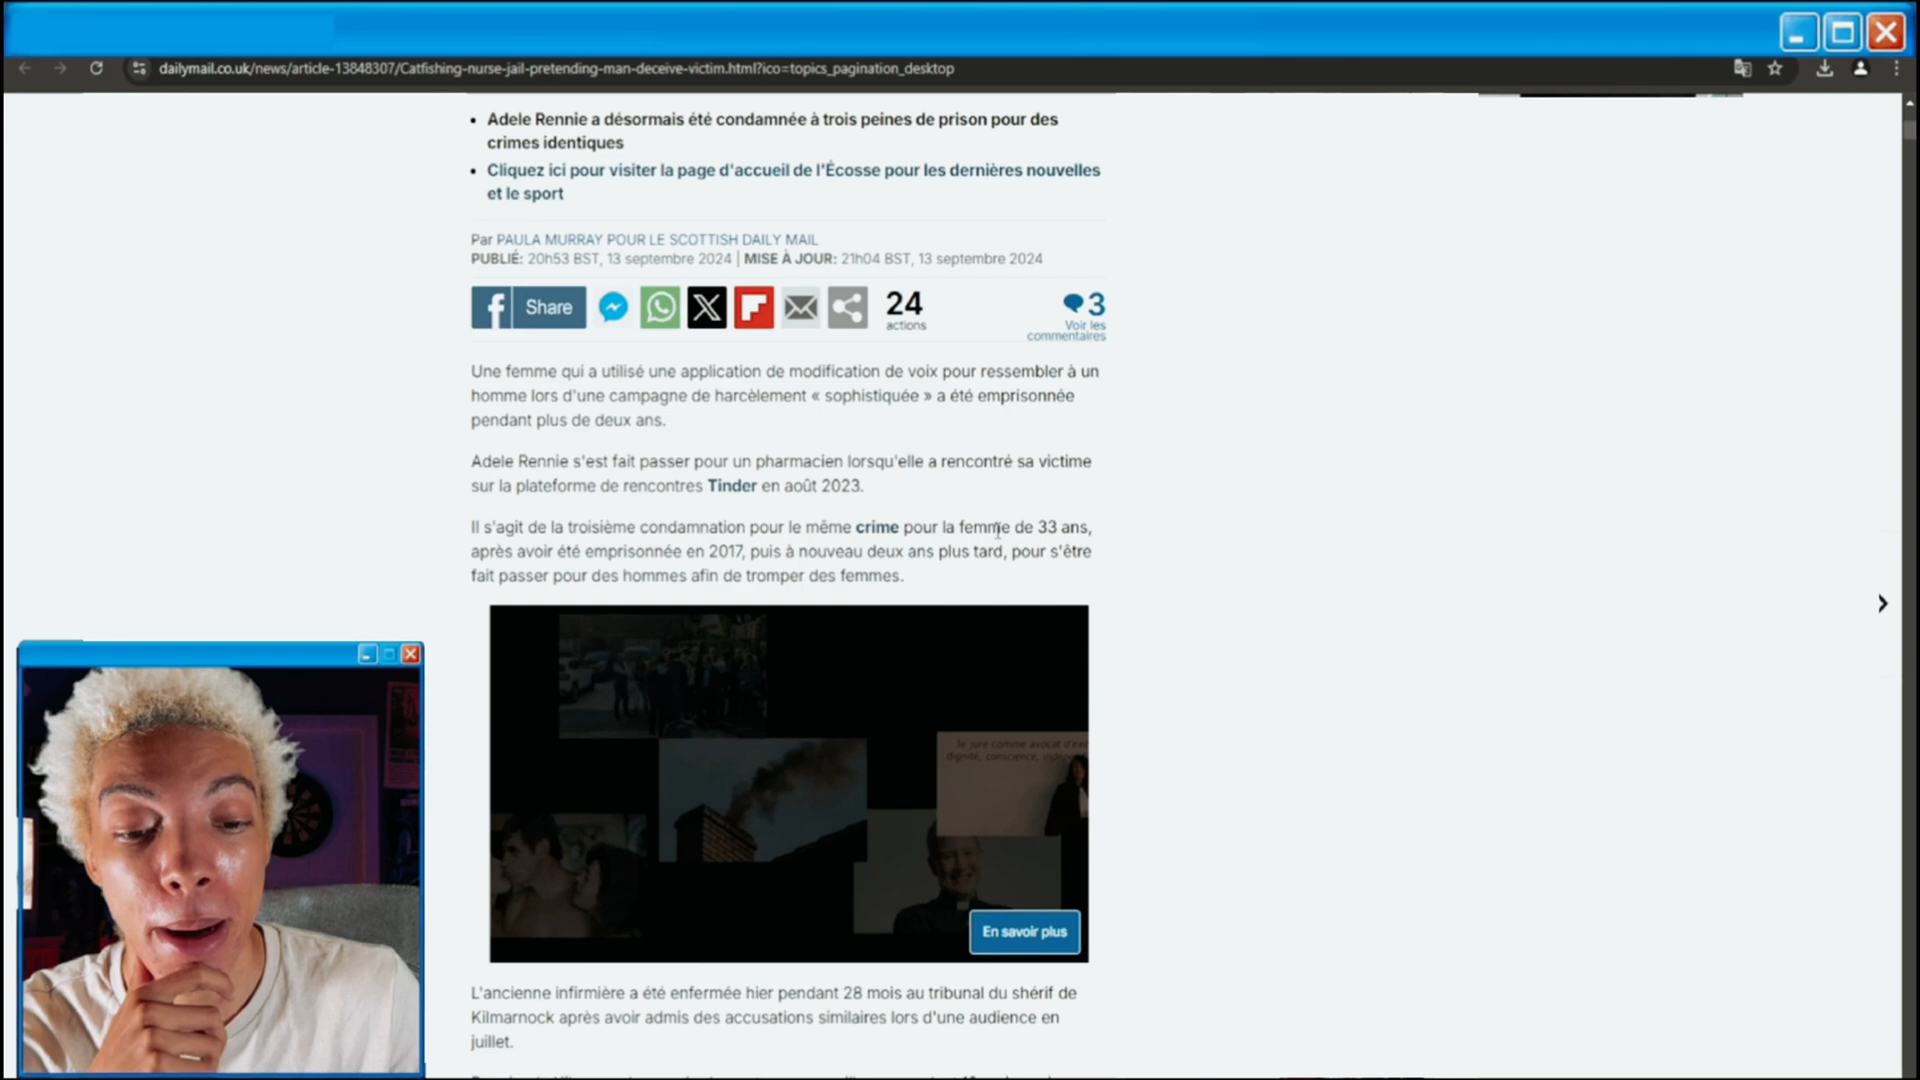 dailymail.co.uk/news/article-13848307/Catfishing-nurse-jail-pretending-man-deceive-victim.html?ico=topics_pagination_desktop
• Adele Rennie a désormais été condamnée à trois peines de prison pour des
crimes identiques
• Cliquez ici pour visiter la page d'accueil de l'Écosse pour les dernières nouvelles
et le sport
Par PAULA MURRAY POUR LE SCOTTISH DAILY MAIL
PUBLIÉ: 20h53 BST, 13 septembre 2024 | MISE À JOUR: 21h04 BST, 13 septembre 2024
Share
24
actions
3
Voir les
commentaires
Une femme qui a utilisé une application de modification de voix pour ressembler à un
homme lors d'une campagne de harcèlement « sophistiquée » a été emprisonnée
pendant plus de deux ans.
Adele Rennie s'est fait passer pour un pharmacien lorsqu'elle a rencontré sa victime
sur la plateforme de rencontres Tinder en août 2023.
Il s'agit de la troisième condamnation pour le même crime pour la femme de 33 ans,
après avoir été emprisonnée en 2017, puis à nouveau deux ans plus tard, pour s'être
fait passer pour des hommes afin de tromper des femmes.
Je jure comme avocat d'exer
dignité, conscience,
En savoir plus
L'ancienne infirmière a été enfermée hier pendant 28 mois au tribunal du shérif de
Kilmarnock après avoir admis des accusations similaires lors d'une audience en
juillet.